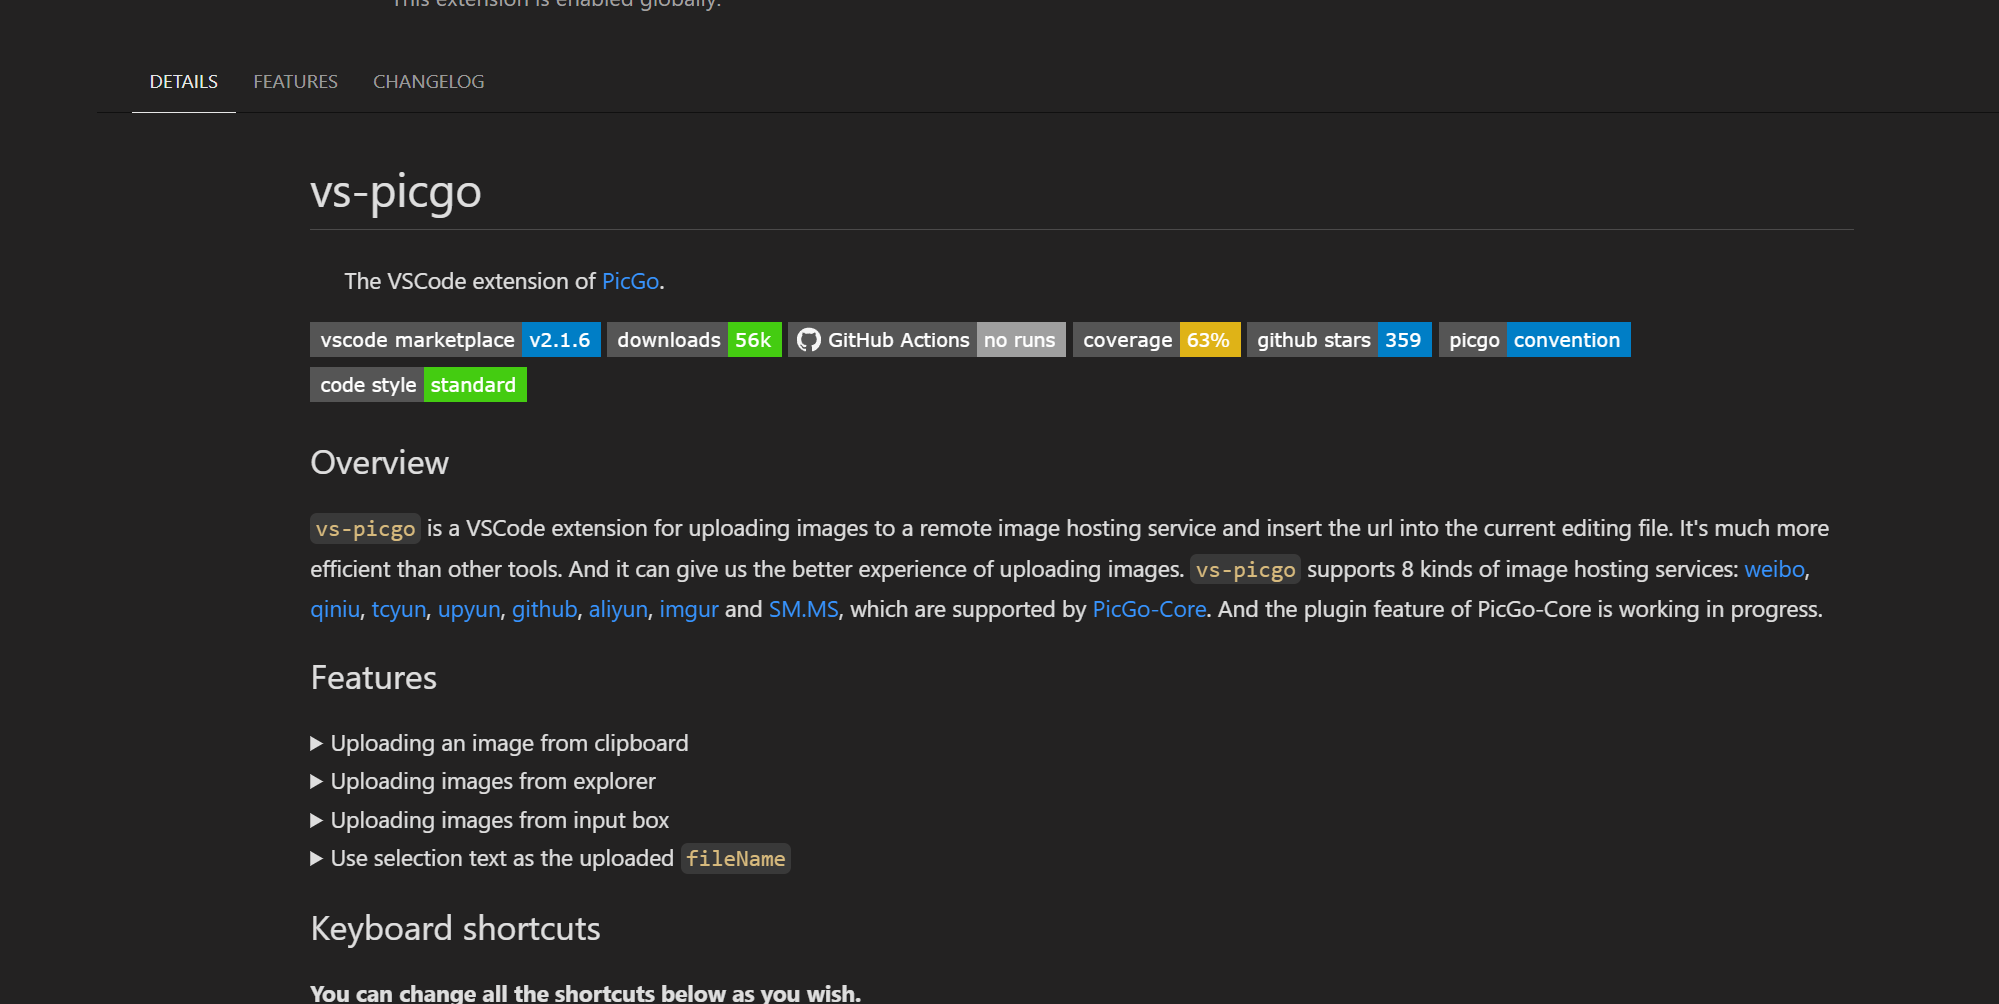 This extension is enabled globally.
DETAILS FEATURES CHANGELOG
vs-picgo
The VSCode extension of PicGo.
vscode marketplace v2.1.6 downloads 56k GitHub Actions no runs coverage 63% github stars 359 picgo convention
code style standard
Overview
vs-picgo is a VSCode extension for uploading images to a remote image hosting service and insert the url into the current editing file. It's much more
efficient than other tools. And it can give us the better experience of uploading images. vs-picgo supports 8 kinds of image hosting services: weibo,
qiniu, tcyun, upyun, github, aliyun, imgur and SM.MS, which are supported by PicGo-Core. And the plugin feature of PicGo-Core is working in progress.
Features
Uploading an image from clipboard
Uploading images from explorer
Uploading images from input box
Use selection text as the uploaded fileName
Keyboard shortcuts
You can change all the shortcuts below as you wish.